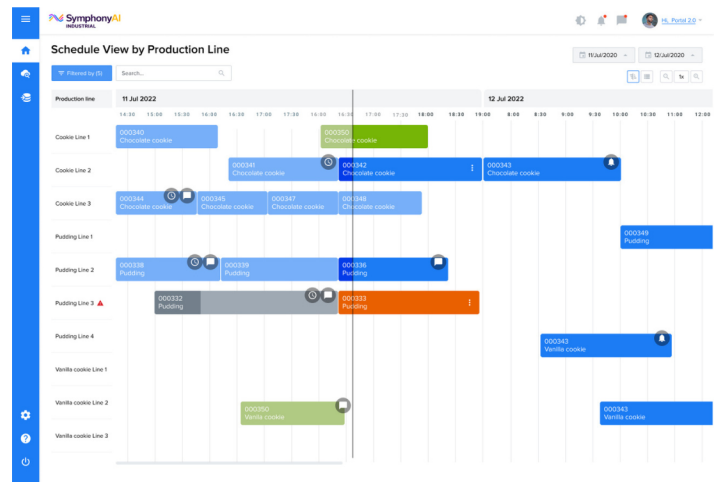 SymphonyAI
INDUSTRIAL
Hi, Portal 2.0
Schedule View by Production Line
11/Jul/2020
12/Jul/2020
Filtered by (5)
Search...
1x
Production line
11 Jul 2022
12 Jul 2022
14:30 15:00 15:30 16:00 16:30 17:00 17:30 16:00 16:30 17:00 17:30 18:00 18:30 19:00 8:00 8:30 9:00 9:30 10:00 10:30 11:00 12:00
Cookie Line 1
000340
Chocolate cookie
000350
Chocolate cookie
Cookie Line 2
000341
Chocolate cookie
000342
Chocolate cookie
000343
Chocolate cookie
Cookie Line 3
000344
Chocolate cookie
000345
Chocolate cookie
000347
Chocolate cookie
000348
Chocolate cookie
Pudding Line 1
000349
Pudding
Pudding Line 2
000338
Pudding
000339
Pudding
000336
Pudding
Pudding Line 3
000332
Pudding
000333
Pudding
Pudding Line 4
000343
Vanilla cookie
Vanilla cookie Line 1
Vanilla cookie Line 2
000350
Vanilla cookie
000343
Vanilla cookie
Vanilla cookie Line 3